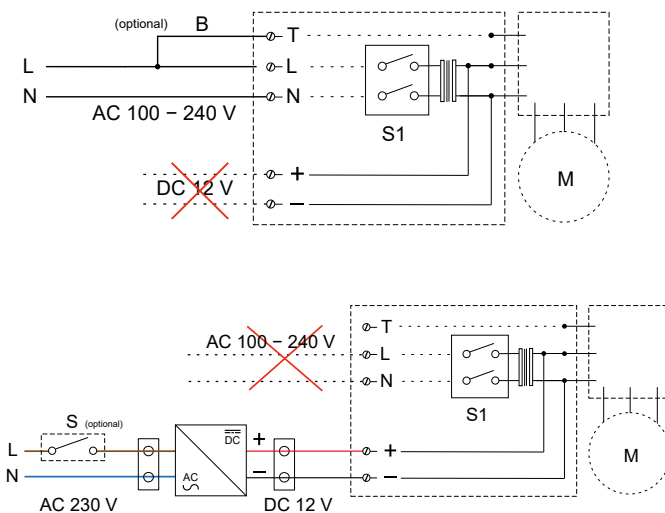 (optional) B
T
L L
N N
AC 100 – 240 V
S1
M
+
DC 12 V
–
T
AC 100 – 240 V
L
N
S1
S (optional)
L + +
DC
M
N – –
AC
AC 230 V DC 12 V